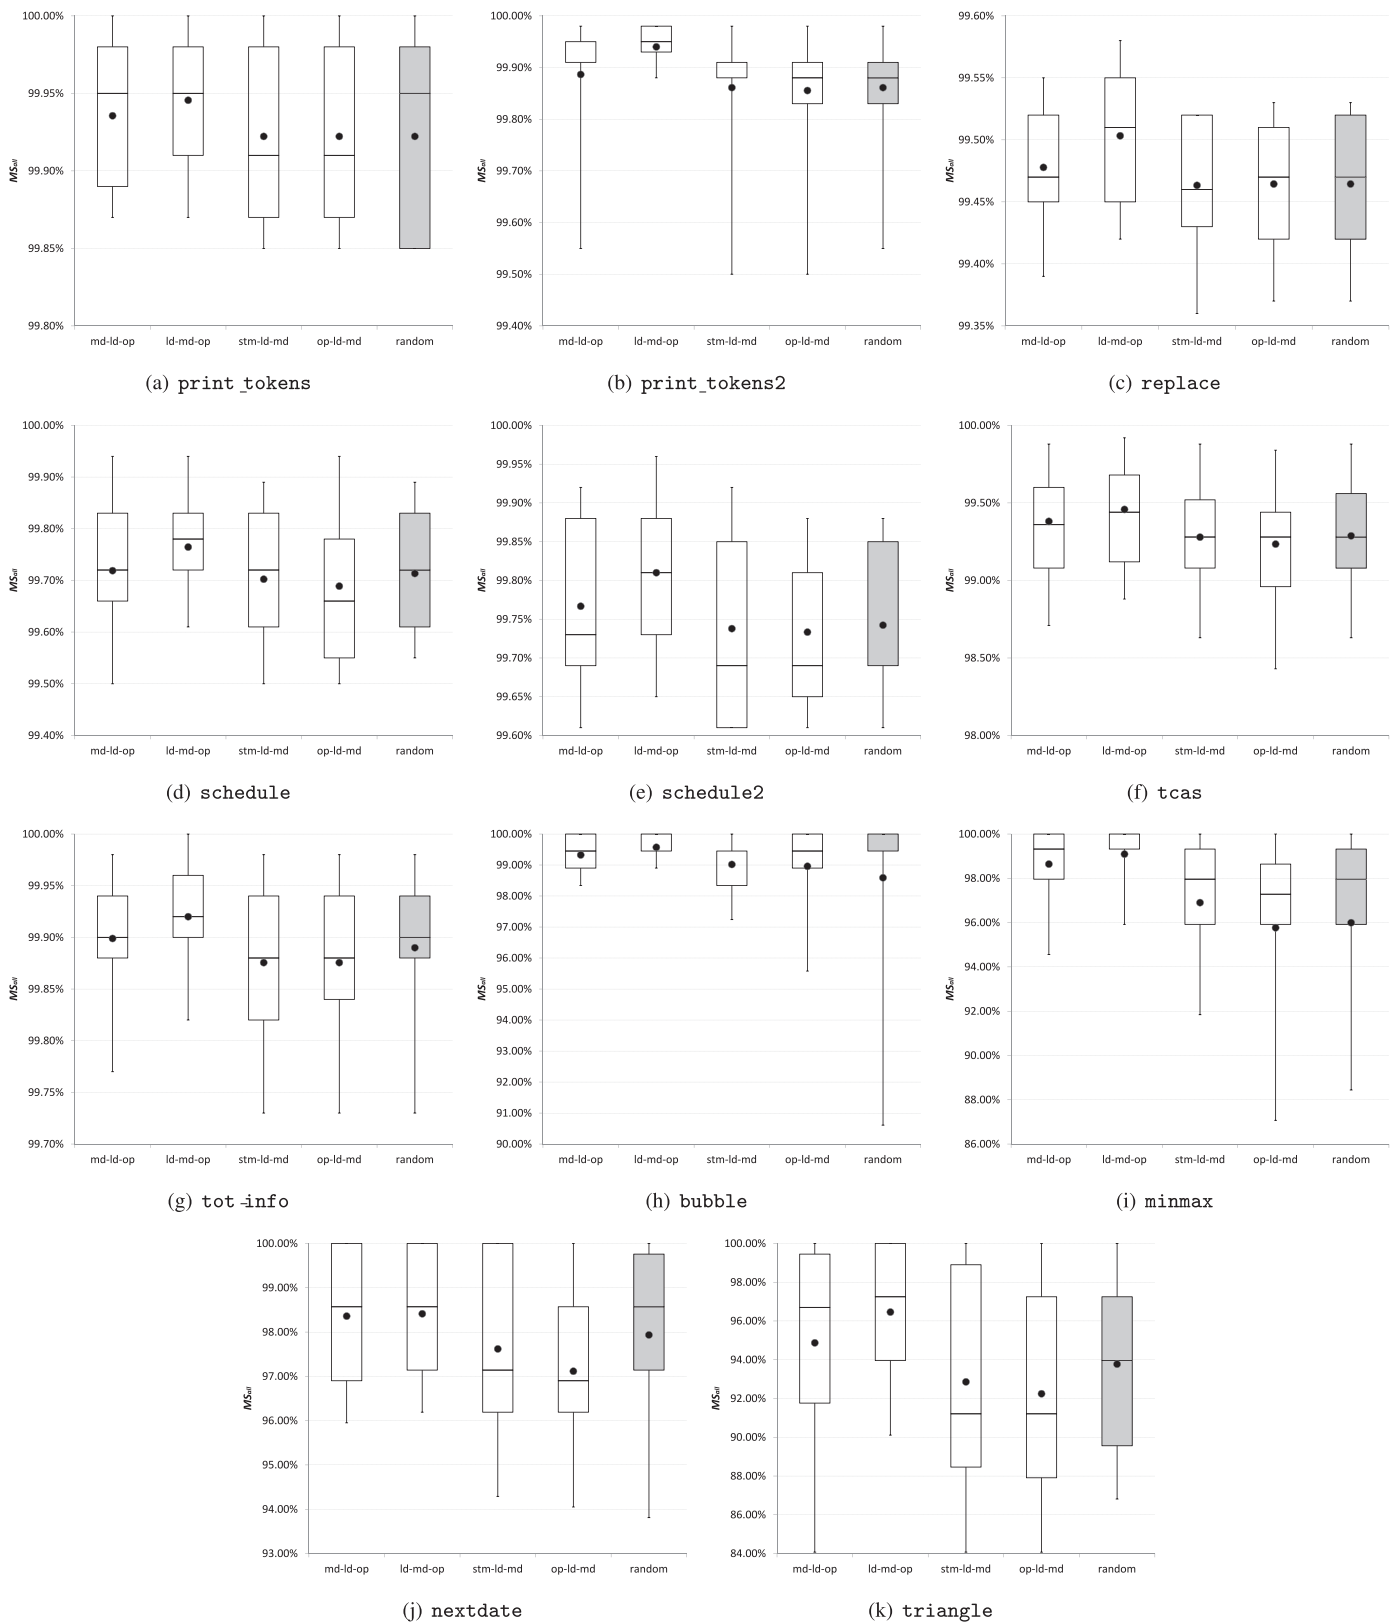 100.00%
99.95%
99.90%
99.85%
99.80%
MSall
md-ld-op ld-md-op stm-ld-md op-ld-md random
(a) print_tokens
100.00%
99.90%
99.80%
99.70%
99.60%
99.50%
99.40%
MSall
md-ld-op ld-md-op stm-ld-md op-ld-md random
(b) print_tokens2
99.60%
99.55%
99.50%
99.45%
99.40%
99.35%
MSall
md-ld-op ld-md-op stm-ld-md op-ld-md random
(c) replace
100.00%
99.90%
99.80%
99.70%
99.60%
99.50%
99.40%
MSall
md-ld-op ld-md-op stm-ld-md op-ld-md random
(d) schedule
100.00%
99.95%
99.90%
99.85%
99.80%
99.75%
99.70%
99.65%
99.60%
MSall
md-ld-op ld-md-op stm-ld-md op-ld-md random
(e) schedule2
100.00%
99.50%
99.00%
98.50%
98.00%
MSall
md-ld-op ld-md-op stm-ld-md op-ld-md random
(f) tcas
100.00%
99.95%
99.90%
99.85%
99.80%
99.75%
99.70%
MSall
md-ld-op ld-md-op stm-ld-md op-ld-md random
(g) tot-info
100.00%
99.00%
98.00%
97.00%
96.00%
95.00%
94.00%
93.00%
92.00%
91.00%
90.00%
MSall
md-ld-op ld-md-op stm-ld-md op-ld-md random
(h) bubble
100.00%
98.00%
96.00%
94.00%
92.00%
90.00%
88.00%
86.00%
MSall
md-ld-op ld-md-op stm-ld-md op-ld-md random
(i) minmax
100.00%
99.00%
98.00%
97.00%
96.00%
95.00%
94.00%
93.00%
MSall
md-ld-op ld-md-op stm-ld-md op-ld-md random
(j) nextdate
100.00%
98.00%
96.00%
94.00%
92.00%
90.00%
88.00%
86.00%
84.00%
MSall
md-ld-op ld-md-op stm-ld-md op-ld-md random
(k) triangle